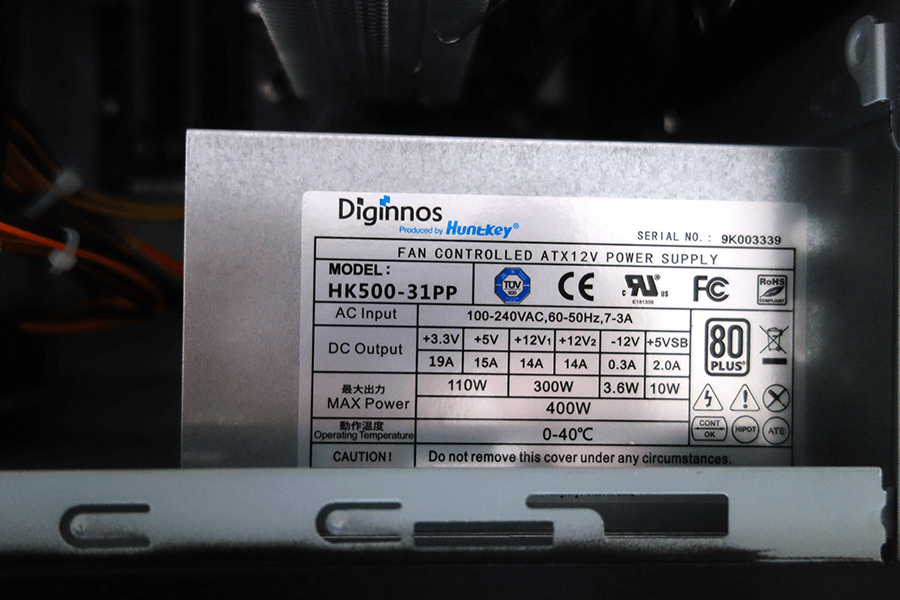 Diginnos
Produced by Huntkey®
SERIAL NO.: 9K003339
FAN CONTROLLED ATX12V POWER SUPPLY
MODEL:
HK500-31PP
TÜV
CE
c RU® US
E181356
FC
RoHS
COMPLIANT
AC Input 100-240VAC,60-50Hz,7-3A
DC Output +3.3V +5V +12V1 +12V2 -12V +5VSB
19A 15A 14A 14A 0.3A 2.0A
80
PLUS®
最大出力
MAX Power
110W 300W 3.6W 10W
400W
CONT
OK
HIPOT
ATE
動作温度
Operating Temperature
0-40℃
CAUTION! Do not remove this cover under any circumstances.